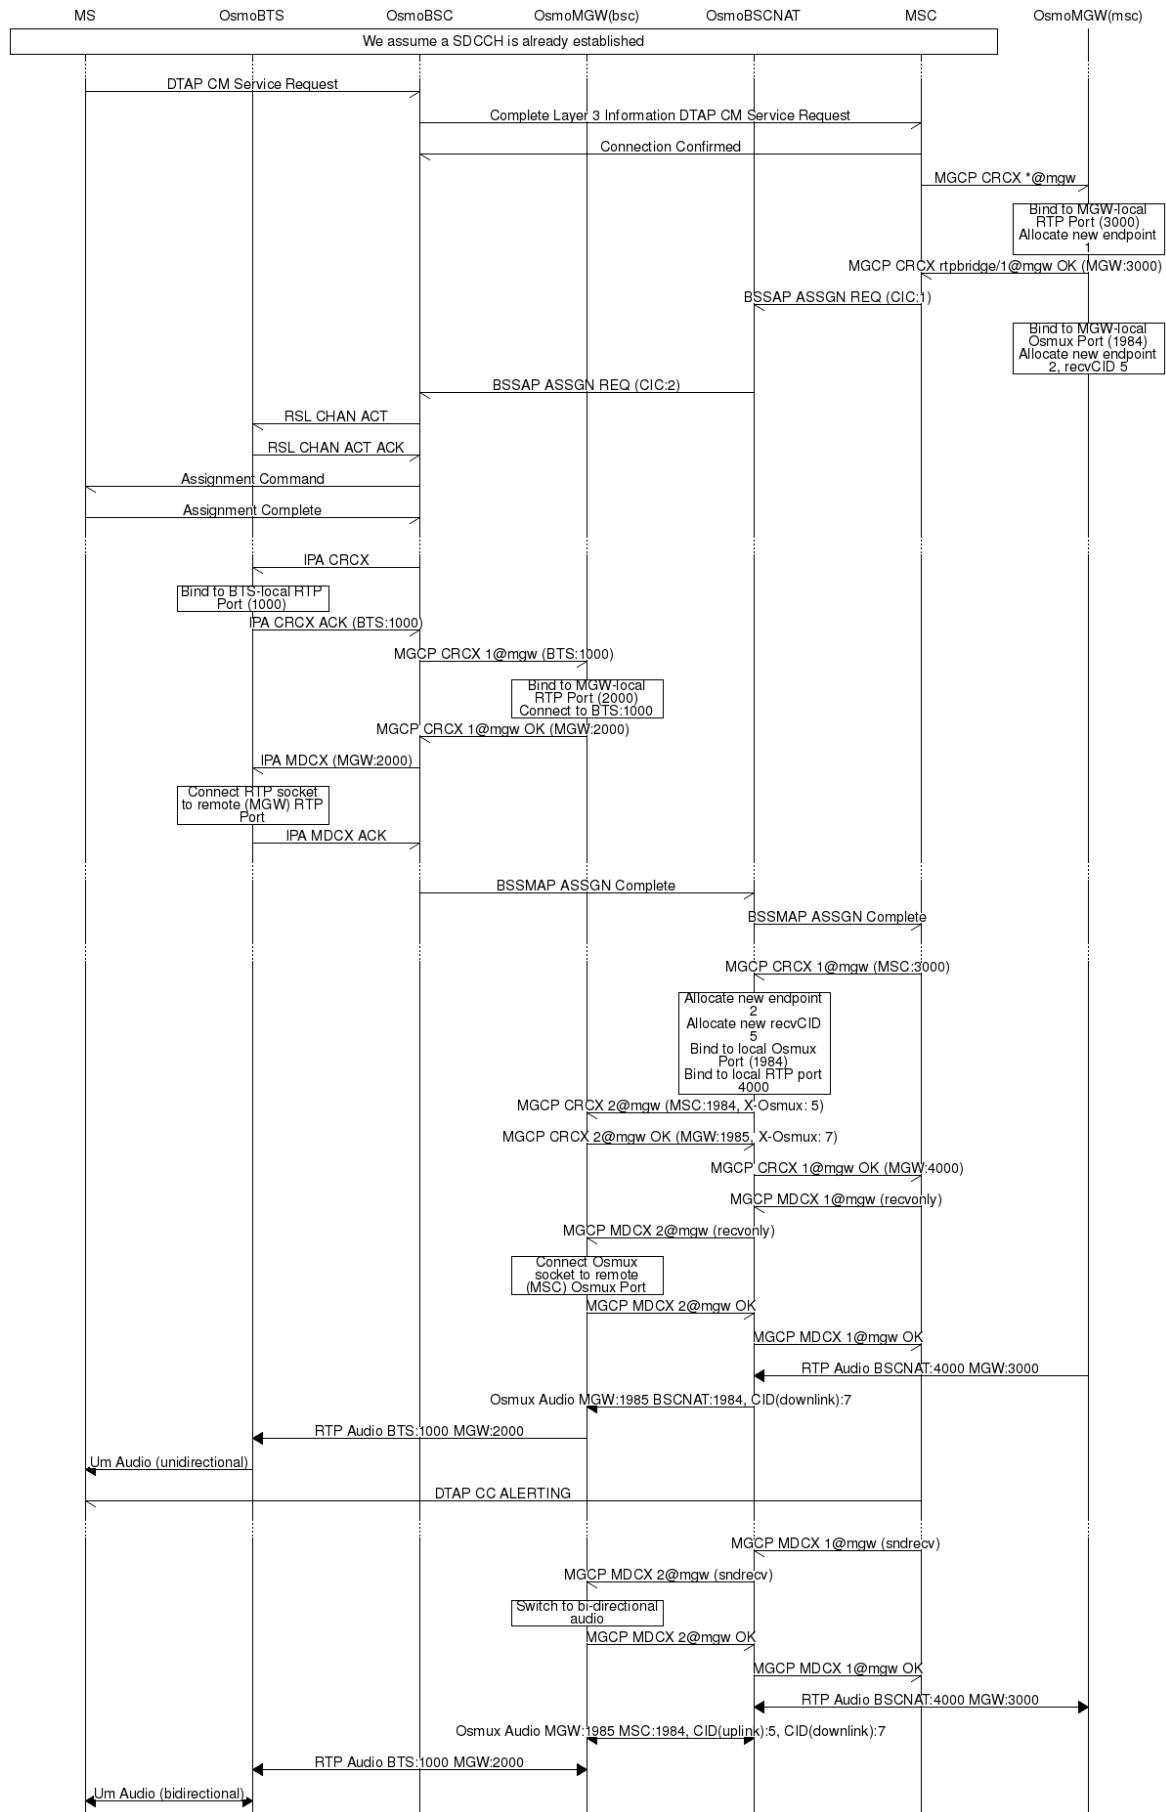 MS OsmoBTS OsmoBSC OsmoMGW(bsc) OsmoBSCNAT MSC OsmoMGW(msc)
We assume a SDCCH is already established
DTAP CM Service Request
Complete Layer 3 Information DTAP CM Service Request
Connection Confirmed
MGCP CRCX *@mgw
Bind to MGW-local
RTP Port (3000)
Allocate new endpoint
1
MGCP CRCX rtpbridge/1@mgw OK (MGW:3000)
BSSAP ASSGN REQ (CIC:1)
Bind to MGW-local
Osmux Port (1984)
Allocate new endpoint
2, recvCID 5
BSSAP ASSGN REQ (CIC:2)
RSL CHAN ACT
RSL CHAN ACT ACK
Assignment Command
Assignment Complete
IPA CRCX
Bind to BTS-local RTP
Port (1000)
IPA CRCX ACK (BTS:1000)
MGCP CRCX 1@mgw (BTS:1000)
Bind to MGW-local
RTP Port (2000)
Connect to BTS:1000
MGCP CRCX 1@mgw OK (MGW:2000)
IPA MDCX (MGW:2000)
Connect RTP socket
to remote (MGW) RTP
Port
IPA MDCX ACK
BSSMAP ASSGN Complete
BSSMAP ASSGN Complete
MGCP CRCX 1@mgw (MSC:3000)
Allocate new endpoint
2
Allocate new recvCID
5
Bind to local Osmux
Port (1984)
Bind to local RTP port
4000
MGCP CRCX 2@mgw (MSC:1984, X-Osmux: 5)
MGCP CRCX 2@mgw OK (MGW:1985, X-Osmux: 7)
MGCP CRCX 1@mgw OK (MGW:4000)
MGCP MDCX 1@mgw (recvonly)
MGCP MDCX 2@mgw (recvonly)
Connect Osmux
socket to remote
(MSC) Osmux Port
MGCP MDCX 2@mgw OK
MGCP MDCX 1@mgw OK
RTP Audio BSCNAT:4000 MGW:3000
Osmux Audio MGW:1985 BSCNAT:1984, CID(downlink):7
RTP Audio BTS:1000 MGW:2000
Um Audio (unidirectional)
DTAP CC ALERTING
MGCP MDCX 1@mgw (sndrecv)
MGCP MDCX 2@mgw (sndrecv)
Switch to bi-directional
audio
MGCP MDCX 2@mgw OK
MGCP MDCX 1@mgw OK
RTP Audio BSCNAT:4000 MGW:3000
Osmux Audio MGW:1985 MSC:1984, CID(uplink):5, CID(downlink):7
RTP Audio BTS:1000 MGW:2000
Um Audio (bidirectional)